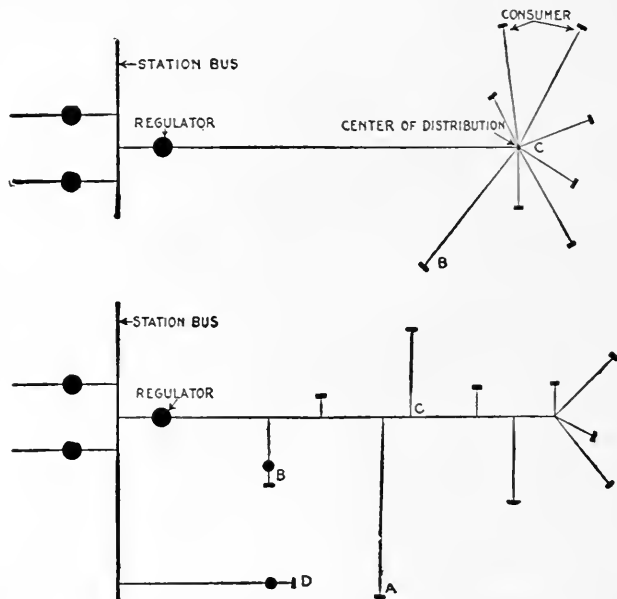 CONSUMER
STATION BUS
REGULATOR
CENTER OF DISTRIBUTION
C
B
STATION BUS
REGULATOR
C
B
D
A